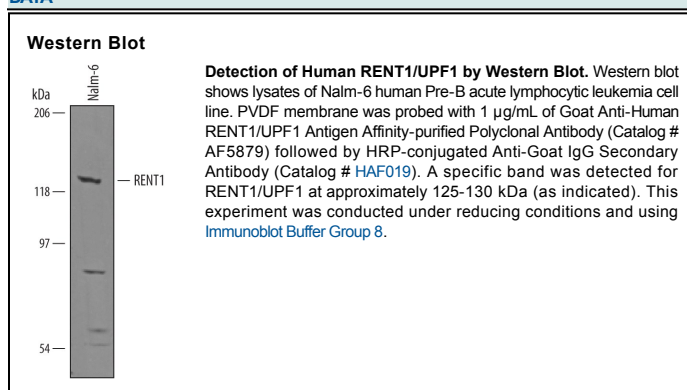 DATA
Western Blot
kDa
Nalm-6
206
118
RENT1
97
54
Detection of Human RENT1/UPF1 by Western Blot. Western blot
shows lysates of Nalm-6 human Pre-B acute lymphocytic leukemia cell
line. PVDF membrane was probed with 1 µg/mL of Goat Anti-Human
RENT1/UPF1 Antigen Affinity-purified Polyclonal Antibody (Catalog #
AF5879) followed by HRP-conjugated Anti-Goat IgG Secondary
Antibody (Catalog # HAF019). A specific band was detected for
RENT1/UPF1 at approximately 125-130 kDa (as indicated). This
experiment was conducted under reducing conditions and using
Immunoblot Buffer Group 8.